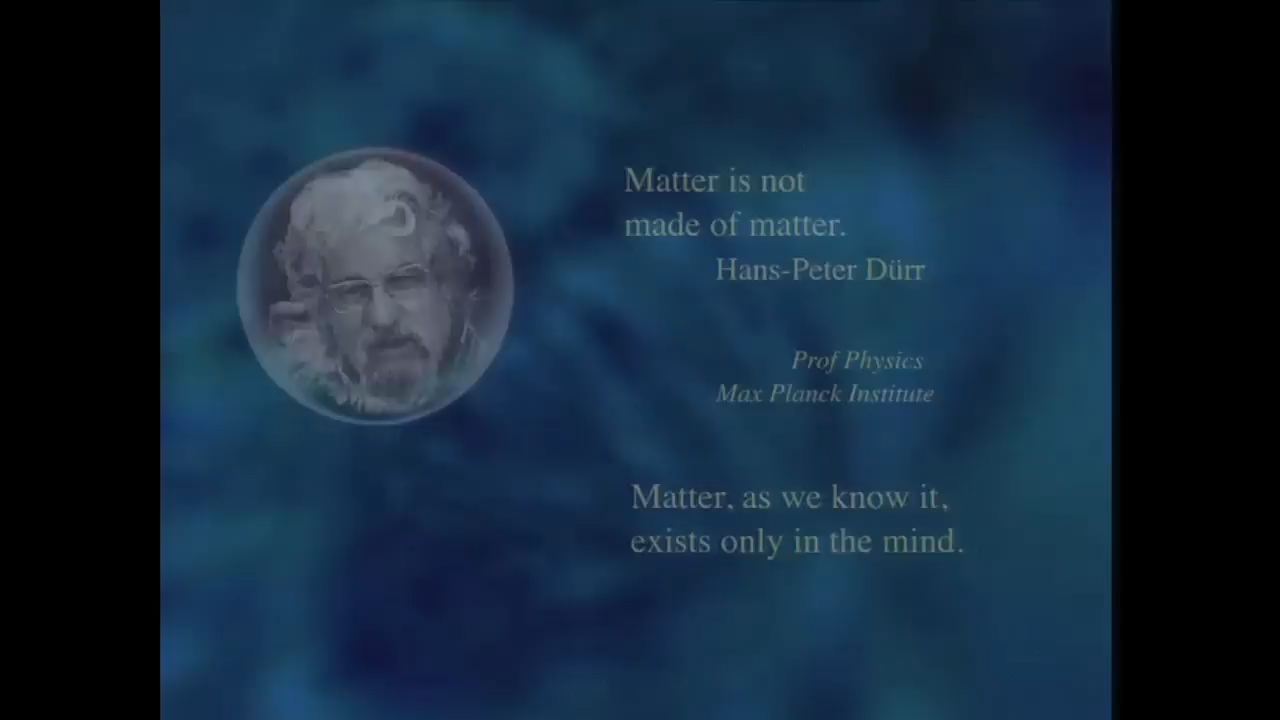 Matter is not
made of matter.
Hans-Peter Dürr
Prof Physics
Max Planck Institute
Matter, as we know it,
exists only in the mind.